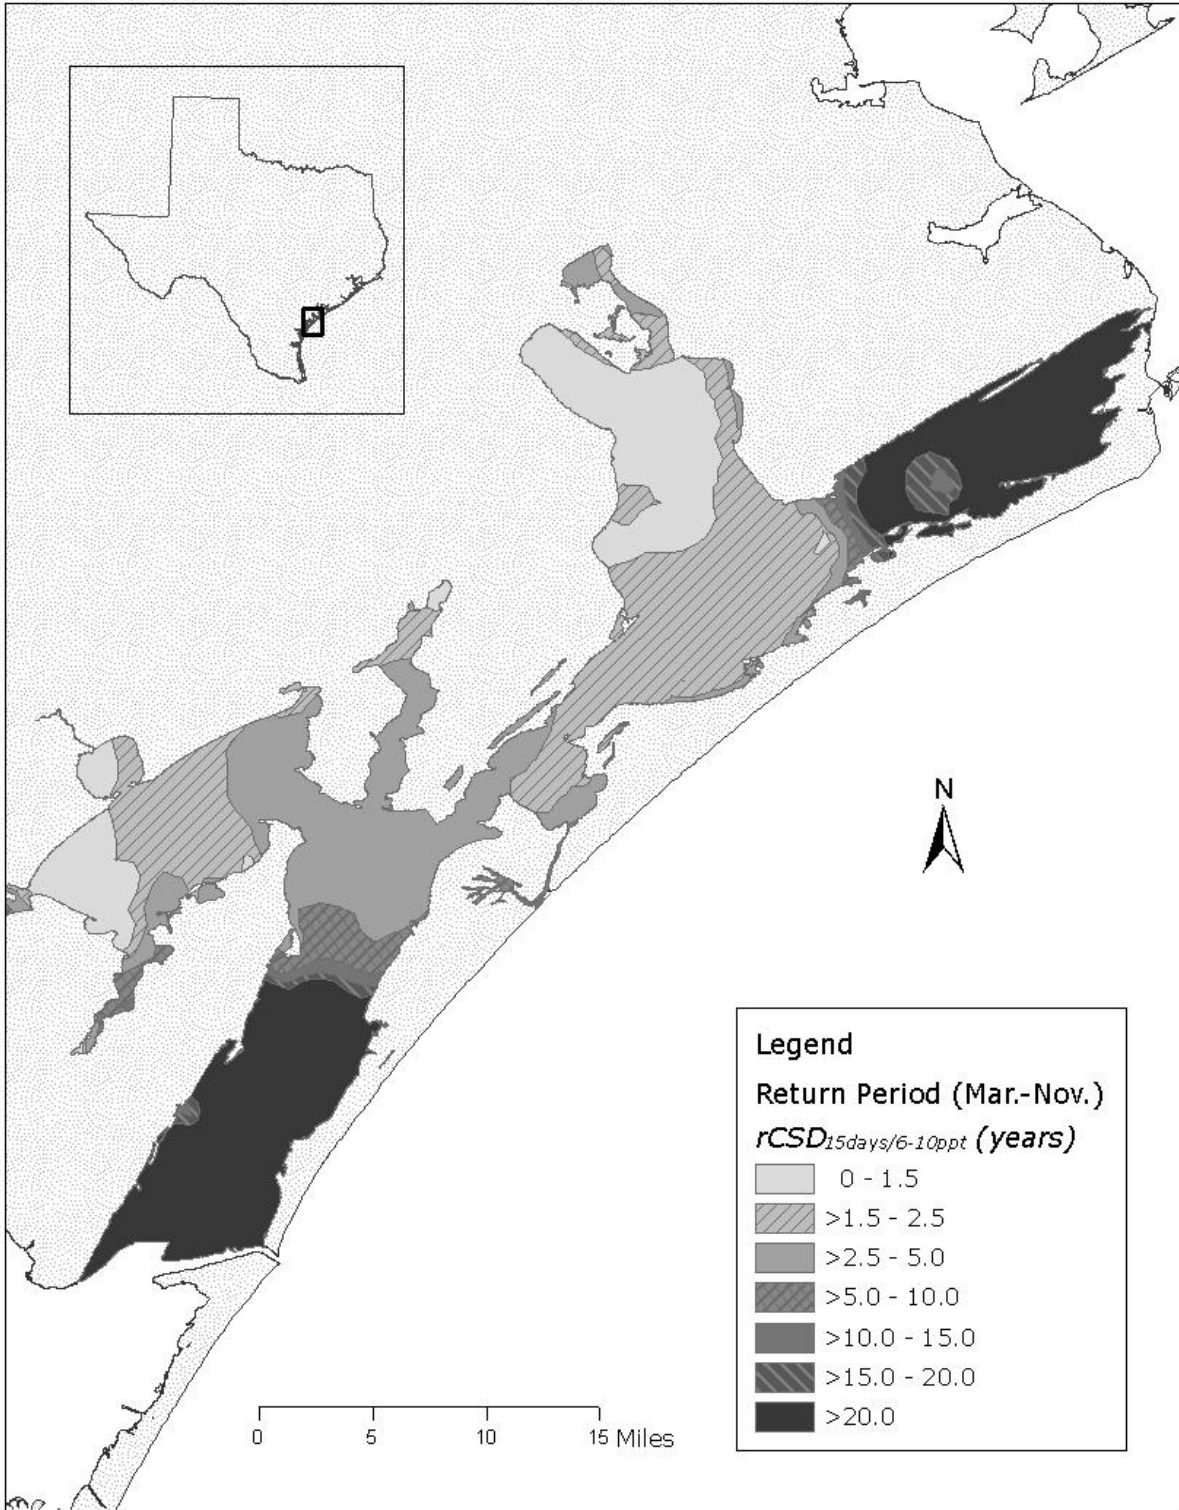 N
Legend
Return Period (Mar.-Nov.)
rCSD15days/6-10ppt (years)
0 - 1.5
>1.5 - 2.5
>2.5 - 5.0
>5.0 - 10.0
>10.0 - 15.0
>15.0 - 20.0
>20.0
0 5 10 15 Miles